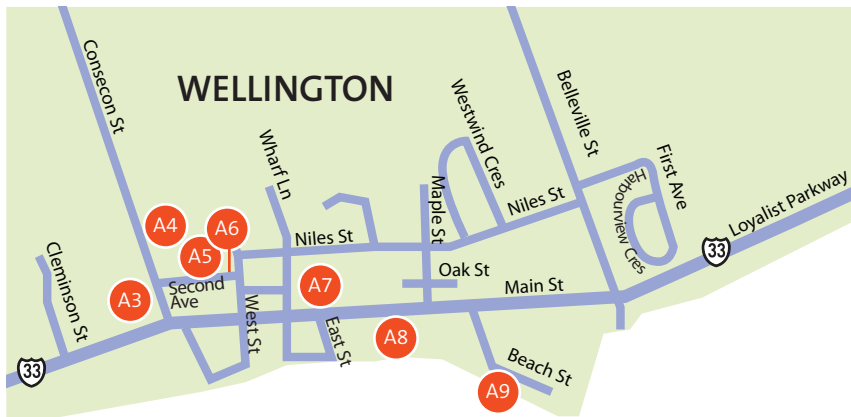 WELLINGTON
Consecon St
Wharf Ln
Westwind Cres
Belleville St
First Ave
Harbourview Cres
Loyalist Parkway
33
Maple St
Niles St
Niles St
A4
A6
A5
Cleminson St
A3
Second
Ave
A7
Oak St
Main St
West St
East St
A8
33
Beach St
A9